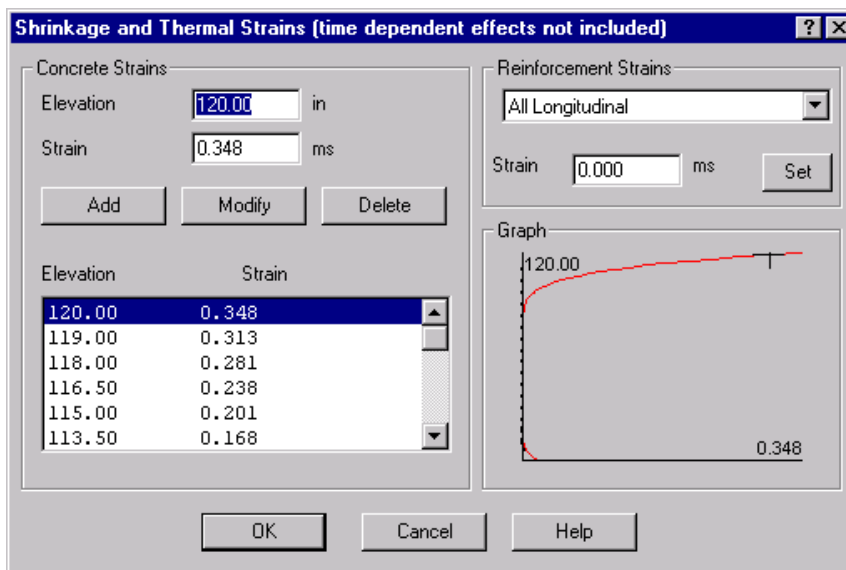 Shrinkage and Thermal Strains (time dependent effects not included)
Concrete Strains
Elevation 120.00 in
Strain 0.348 ms
Add Modify Delete
Elevation Strain
120.00 0.348
119.00 0.313
118.00 0.281
116.50 0.238
115.00 0.201
113.50 0.168
Reinforcement Strains
All Longitudinal
Strain 0.000 ms Set
Graph
120.00
0.348
OK Cancel Help